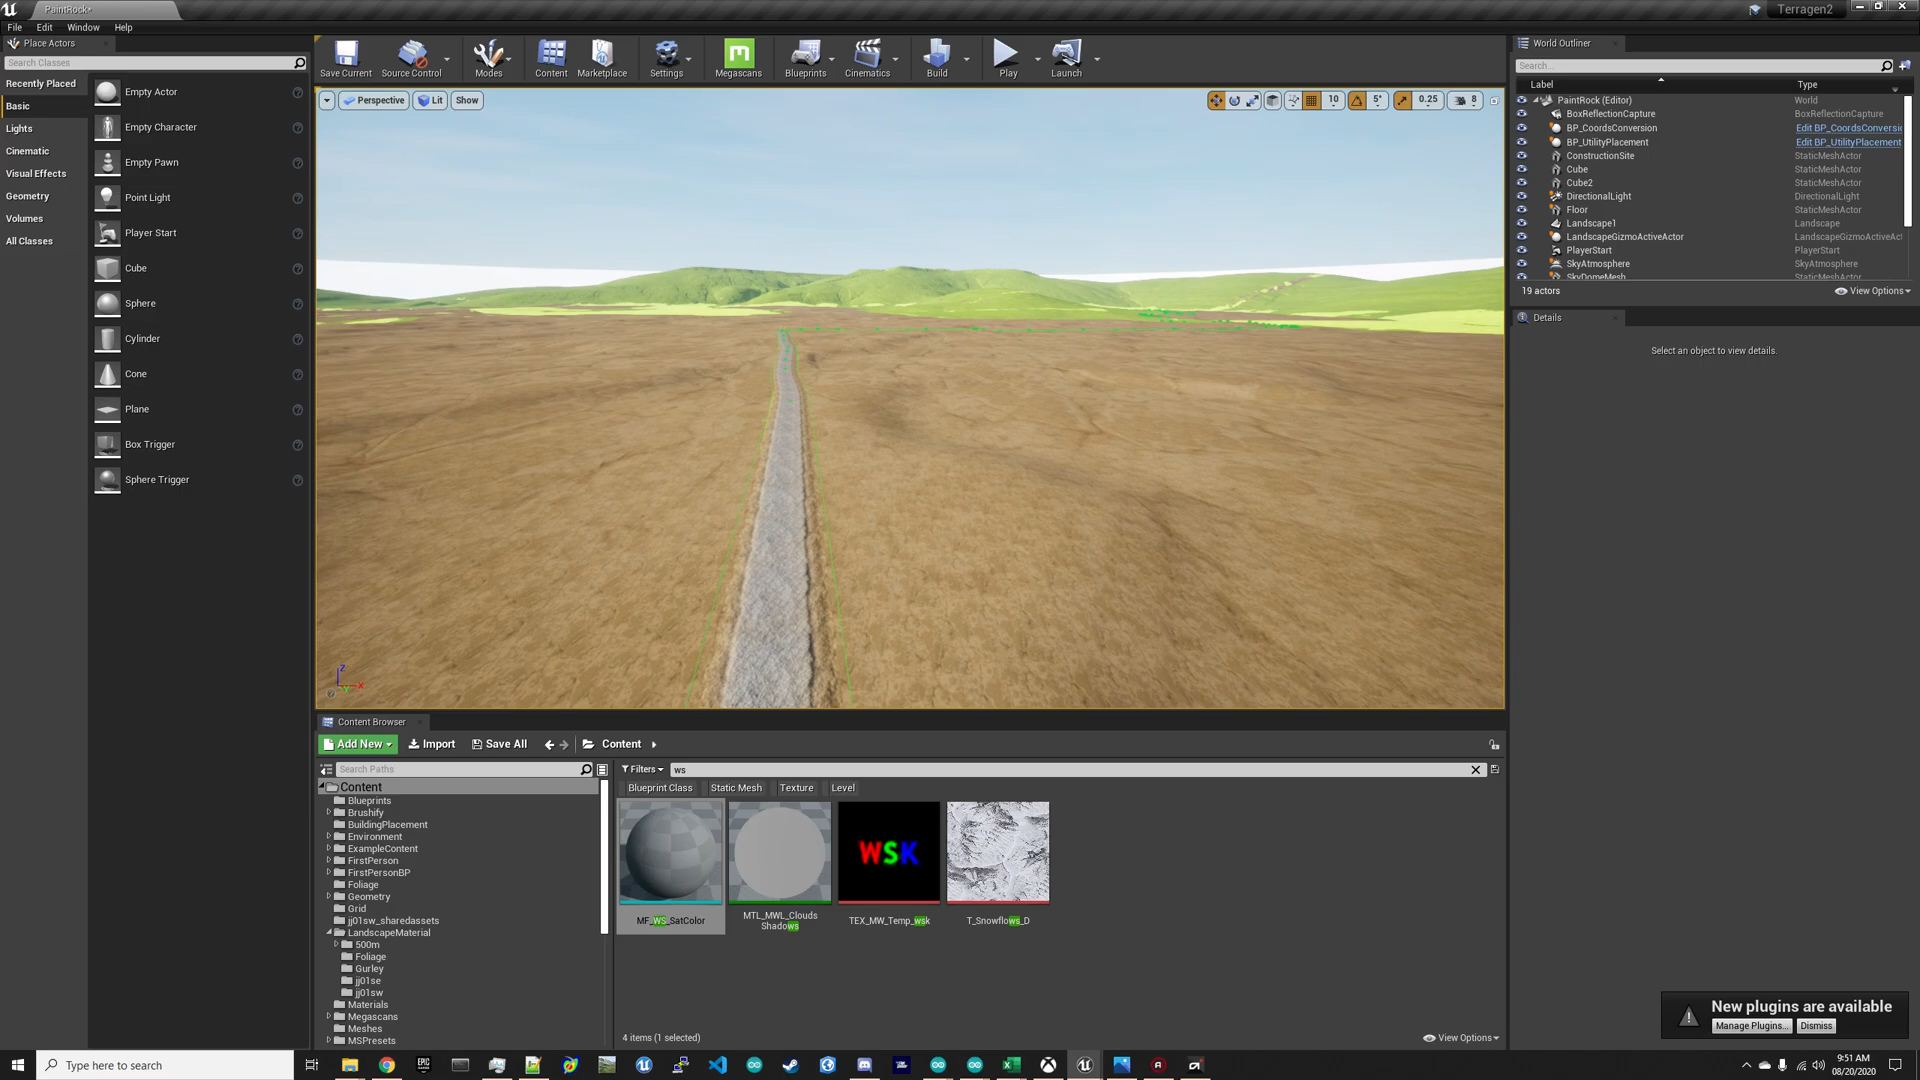 PaintRock*
Terragen2
File Edit Window Help
Place Actors
Search Classes
Recently Placed
Basic
Lights
Cinematic
Visual Effects
Geometry
Volumes
All Classes
Empty Actor
Empty Character
Empty Pawn
Point Light
Player Start
Cube
Sphere
Cylinder
Cone
Plane
Box Trigger
Sphere Trigger
Save Current
Source Control
Modes
Content
Marketplace
Settings
Megascans
Blueprints
Cinematics
Build
Play
Launch
Perspective Lit Show
10 5° 0.25 8
Z
X
Y
World Outliner
Search...
Label Type
PaintRock (Editor) World
BoxReflectionCapture BoxReflectionCapture
BP_CoordsConversion Edit BP_CoordsConversic
BP_UtilityPlacement Edit BP_UtilityPlacement
ConstructionSite StaticMeshActor
Cube StaticMeshActor
Cube2 StaticMeshActor
DirectionalLight DirectionalLight
Floor StaticMeshActor
Landscape1 Landscape
LandscapeGizmoActiveActor LandscapeGizmoActiveAct
PlayerStart PlayerStart
SkyAtmosphere SkyAtmosphere
SkyDomeMesh StaticMeshActor
19 actors View Options
Details
Select an object to view details.
Content Browser
Add New Import Save All Content
Search Paths
Filters ws
Blueprint Class Static Mesh Texture Level
Content
Blueprints
Brushify
BuildingPlacement
Environment
ExampleContent
FirstPerson
FirstPersonBP
Foliage
Geometry
Grid
jj01sw_sharedassets
LandscapeMaterial
500m
Foliage
Gurley
jj01se
jj01sw
Materials
Megascans
Meshes
MSPresets
WSK
MF_WS_SatColor
MTL_MWL_Clouds
Shadows
TEX_MW_Temp_wsk
T_Snowflows_D
4 items (1 selected) View Options
New plugins are available
Manage Plugins... Dismiss
Type here to search
EPIC
9:51 AM
08/20/2020